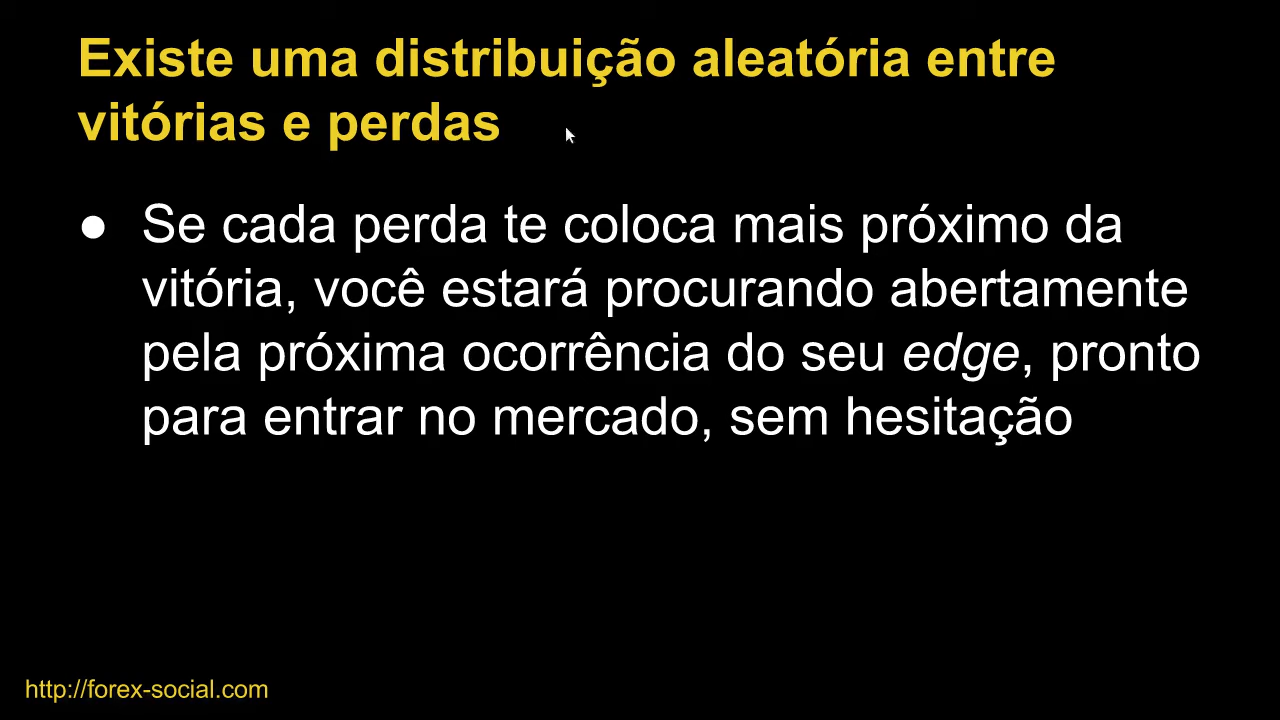 Existe uma distribuição aleatória entre
vitórias e perdas
● Se cada perda te coloca mais próximo da
vitória, você estará procurando abertamente
pela próxima ocorrência do seu edge, pronto
para entrar no mercado, sem hesitação
http://forex-social.com